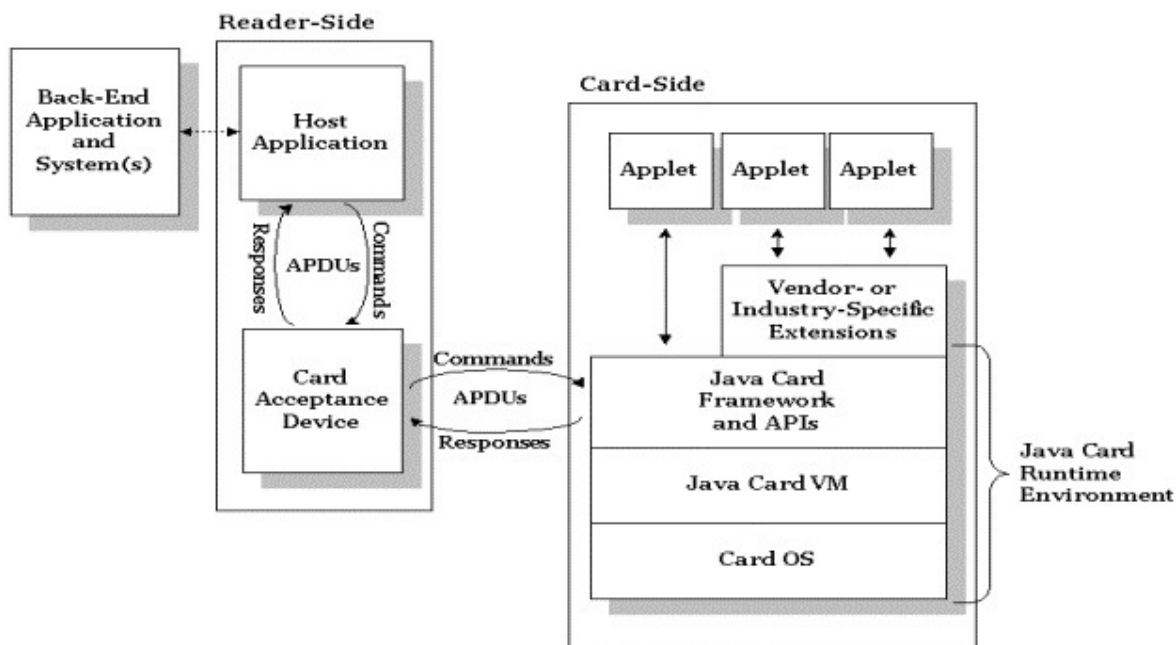 Reader-Side
Back-End
Application
and
System(s)
Host
Application
Responses
APDUs
Commands
Card
Acceptance
Device
Commands
APDUs
Responses
Card-Side
Applet
Applet
Applet
Vendor- or
Industry-Specific
Extensions
Java Card
Framework
and APIs
Java Card VM
Card OS
Java Card
Runtime
Environment